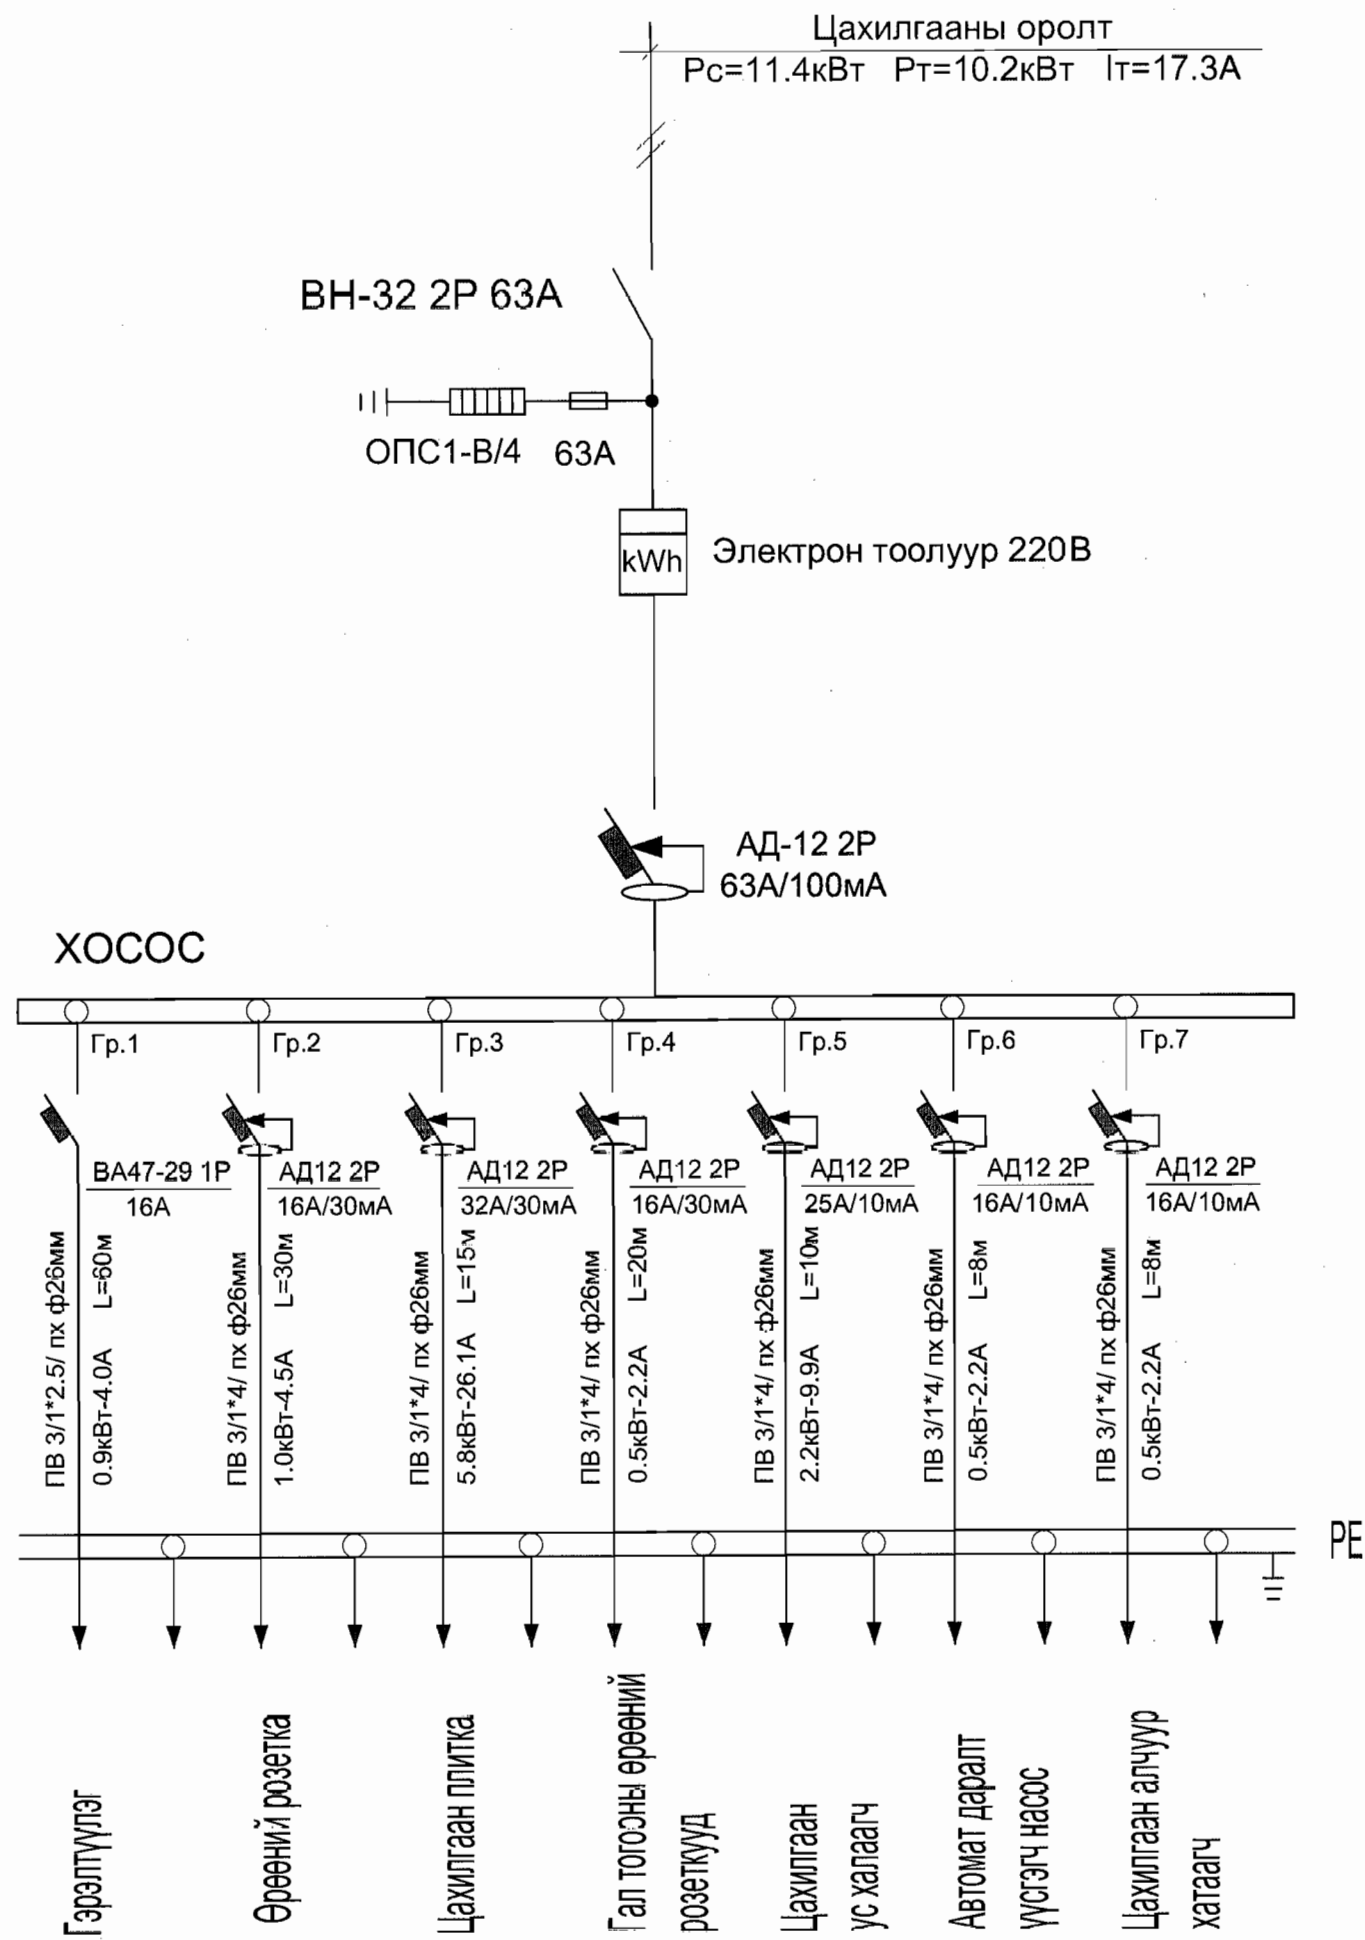 Цахилгааны оролт
Рс=11.4кВт Рт=10.2кВт Iт=17.3А
ВН-32 2Р 63А
ОПС1-В/4 63А
kWh
Электрон тоолуур 220В
АД-12 2Р
63А/100мА
ХОСОС
Гр.1 Гр.2 Гр.3 Гр.4 Гр.5 Гр.6 Гр.7
ВА47-29 1Р
16А
АД12 2Р
16А/30мА
АД12 2Р
32А/30мА
АД12 2Р
16А/30мА
АД12 2Р
25А/10мА
АД12 2Р
16А/10мА
АД12 2Р
16А/10мА
ПВ 3/1*2.5/ пх ф26мм
0.9кВт-4.0А L=60м
ПВ 3/1*4/ пх ф26мм
1.0кВт-4.5А L=30м
ПВ 3/1*4/ пх ф26мм
5.8кВт-26.1А L=15м
ПВ 3/1*4/ пх ф26мм
0.5кВт-2.2А L=20м
ПВ 3/1*4/ пх ф26мм
2.2кВт-9.9А L=10м
ПВ 3/1*4/ пх ф26мм
0.5кВт-2.2А L=8м
ПВ 3/1*4/ пх ф26мм
0.5кВт-2.2А L=8м
РЕ
Гэрэлтүүлэг
Өрөөний розетка
Цахилгаан плитка
Гал тогооны өрөөний
розеткууд
Цахилгаан
ус халаагч
Автомат даралт
үүсгэгч насос
Цахилгаан алчуур
хатаагч